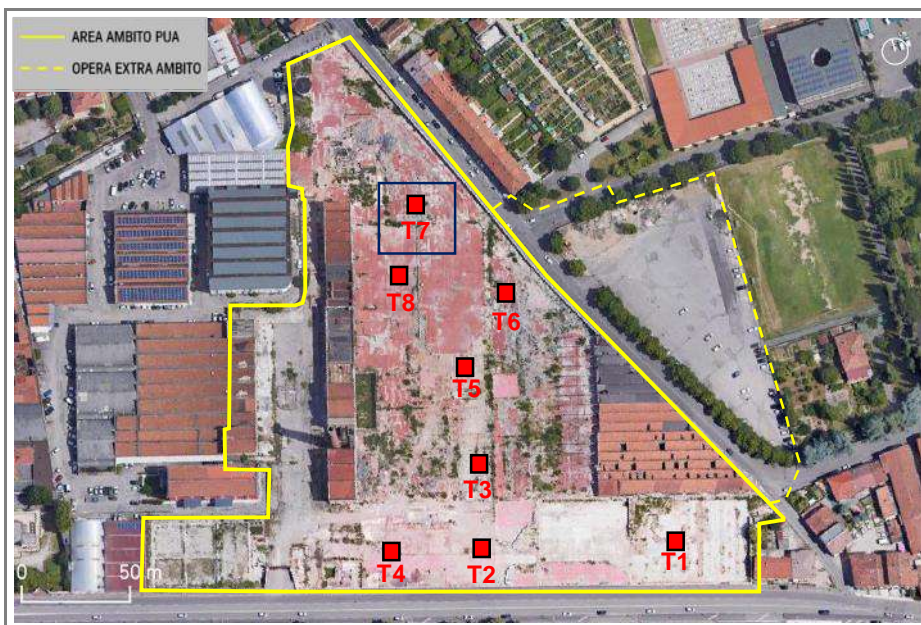 AREA AMBITO PUA
OPERA EXTRA AMBITO
T7
T8
T6
T5
T3
T4
T2
T1
0
50 m